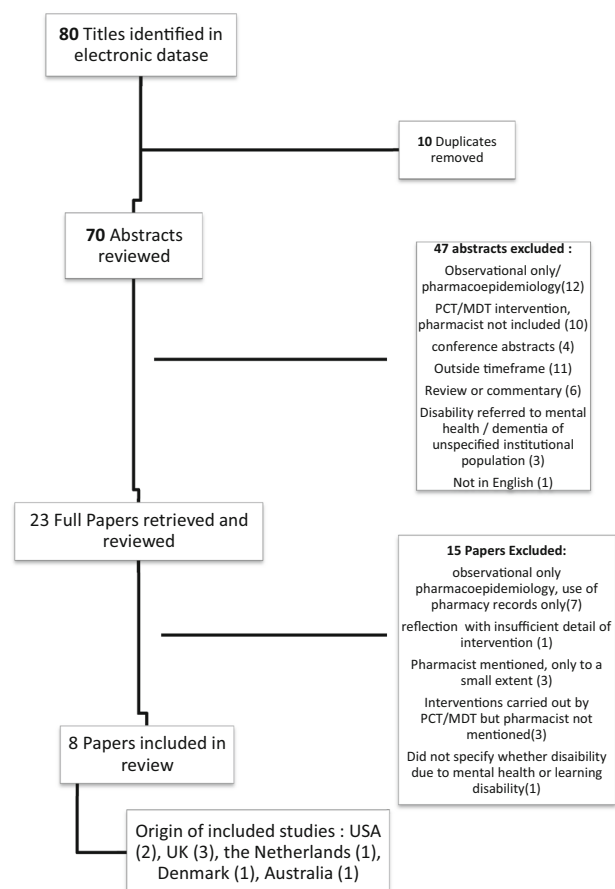 80 Titles identified in
electronic datase
10 Duplicates
removed
70 Abstracts
reviewed
47 abstracts excluded :
Observational only/
pharmacoepidemiology(12)
PCT/MDT intervention,
pharmacist not included (10)
conference abstracts (4)
Outside timeframe (11)
Review or commentary (6)
Disability referred to mental
health / dementia of
unspecified institutional
population (3)
Not in English (1)
23 Full Papers retrieved and
reviewed
15 Papers Excluded:
observational only
pharmacoepidemiology, use of
pharmacy records only(7)
reflection with insufficient detail of
intervention (1)
Pharmacist mentioned, only to a
small extent (3)
Interventions carried out by
PCT/MDT but pharmacist not
mentioned(3)
Did not specify whether disaibility
due to mental health or learning
disability(1)
8 Papers included in
review
Origin of included studies : USA
(2), UK (3), the Netherlands (1),
Denmark (1), Australia (1)